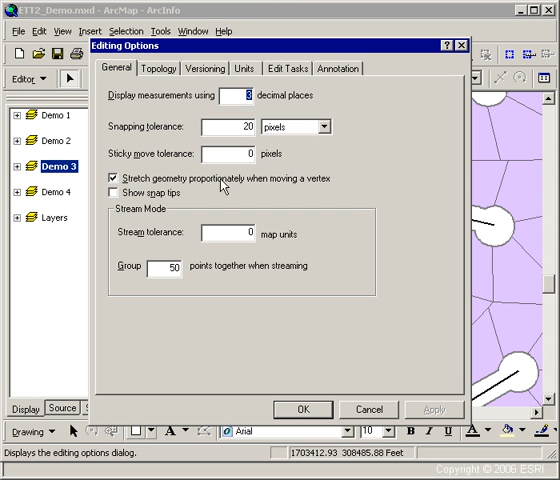 ETT2_Demo.mxd - ArcMap - ArcInfo
File Edit View Insert Selection Tools Window Help
Editor
Editing Options
General Topology Versioning Units Edit Tasks Annotation
Display measurements using 3 decimal places
Snapping tolerance: 20 pixels
Sticky move tolerance: 0 pixels
Stretch geometry proportionately when moving a vertex
Show snap tips
Stream Mode
Stream tolerance: 0 map units
Group 50 points together when streaming
OK Cancel Apply
Demo 1
Demo 2
Demo 3
Demo 4
Layers
Display Source
Drawing A Arial 10 B I U A
Displays the editing options dialog. 1703412.93 308485.88 Feet
Copyright © 2006 ESRI